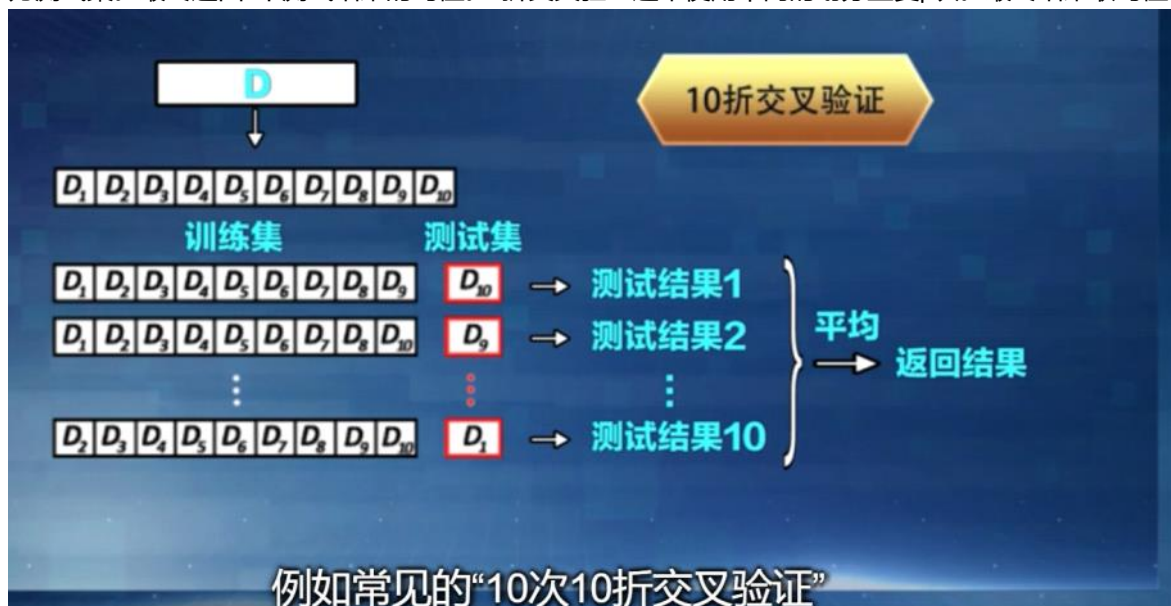 D
10折交叉验证
D₁ D₂ D₃ D₄ D₅ D₆ D₇ D₈ D₉ D₁₀
训练集 测试集
D₁ D₂ D₃ D₄ D₅ D₆ D₇ D₈ D₉ D₁₀ → 测试结果1
D₁ D₂ D₃ D₄ D₅ D₆ D₇ D₈ D₁₀ D₉ → 测试结果2
平均
返回结果
D₂ D₃ D₄ D₅ D₆ D₇ D₈ D₉ D₁₀ D₁ → 测试结果10
例如常见的“10次10折交叉验证”